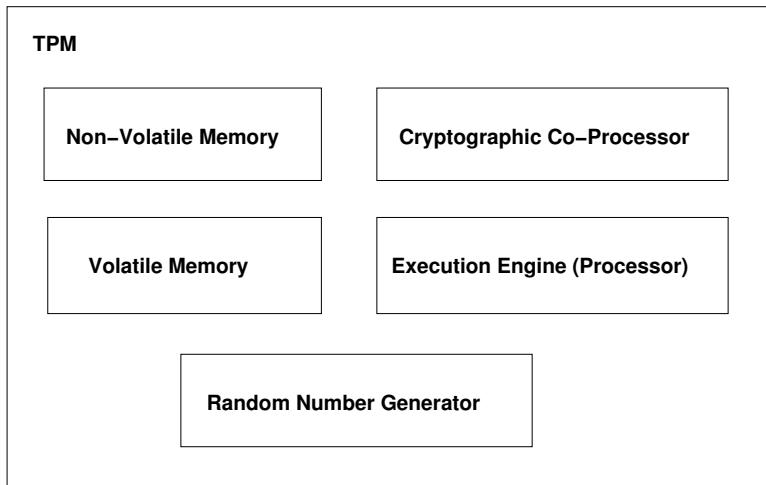 TPM
Non−Volatile Memory
Cryptographic Co−Processor
Volatile Memory
Execution Engine (Processor)
Random Number Generator